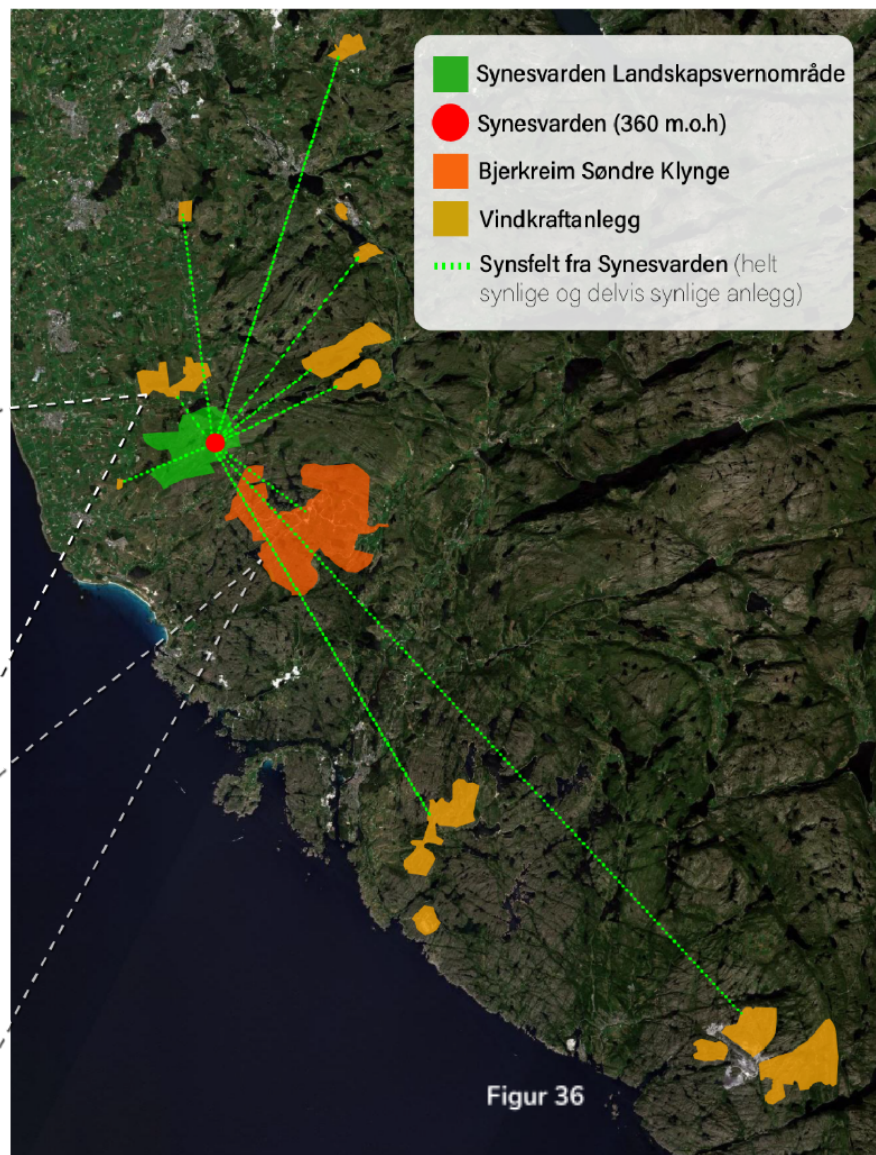 Synesvarden Landskapsvernområde
Synesvarden (360 m.o.h)
Bjerkreim Søndre Klynge
Vindkraftanlegg
Synsfelt fra Synesvarden (helt
synlige og delvis synlige anlegg)
Figur 36